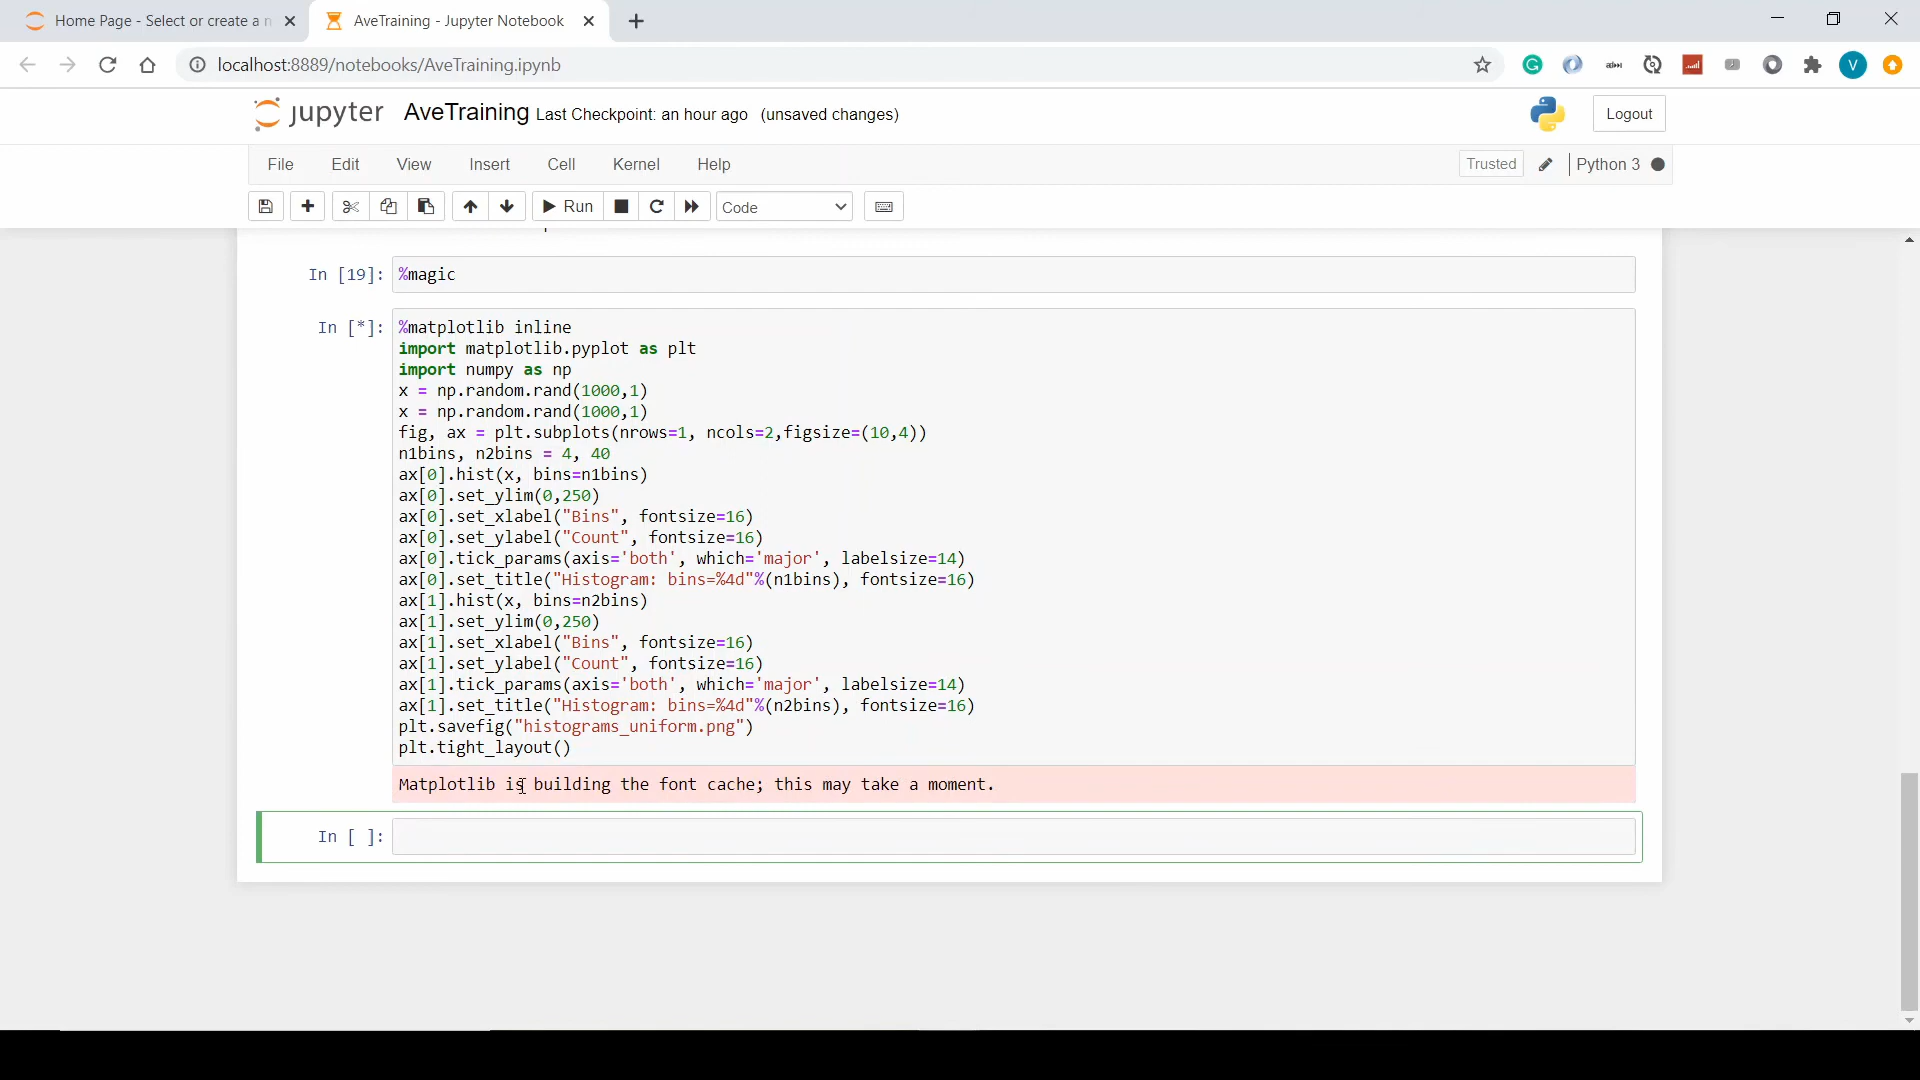 Home Page - Select or create a n
AveTraining - Jupyter Notebook
localhost:8889/notebooks/AveTraining.ipynb
V
jupyter AveTraining Last Checkpoint: an hour ago (unsaved changes)
Logout
File Edit View Insert Cell Kernel Help
Trusted Python 3
Run Code
In [19]: %magic
In [*]: %matplotlib inline
import matplotlib.pyplot as plt
import numpy as np
x = np.random.rand(1000,1)
x = np.random.rand(1000,1)
fig, ax = plt.subplots(nrows=1, ncols=2,figsize=(10,4))
n1bins, n2bins = 4, 40
ax[0].hist(x, bins=n1bins)
ax[0].set_ylim(0,250)
ax[0].set_xlabel("Bins", fontsize=16)
ax[0].set_ylabel("Count", fontsize=16)
ax[0].tick_params(axis='both', which='major', labelsize=14)
ax[0].set_title("Histogram: bins=%4d"%(n1bins), fontsize=16)
ax[1].hist(x, bins=n2bins)
ax[1].set_ylim(0,250)
ax[1].set_xlabel("Bins", fontsize=16)
ax[1].set_ylabel("Count", fontsize=16)
ax[1].tick_params(axis='both', which='major', labelsize=14)
ax[1].set_title("Histogram: bins=%4d"%(n2bins), fontsize=16)
plt.savefig("histograms_uniform.png")
plt.tight_layout()
Matplotlib is building the font cache; this may take a moment.
In [ ]: